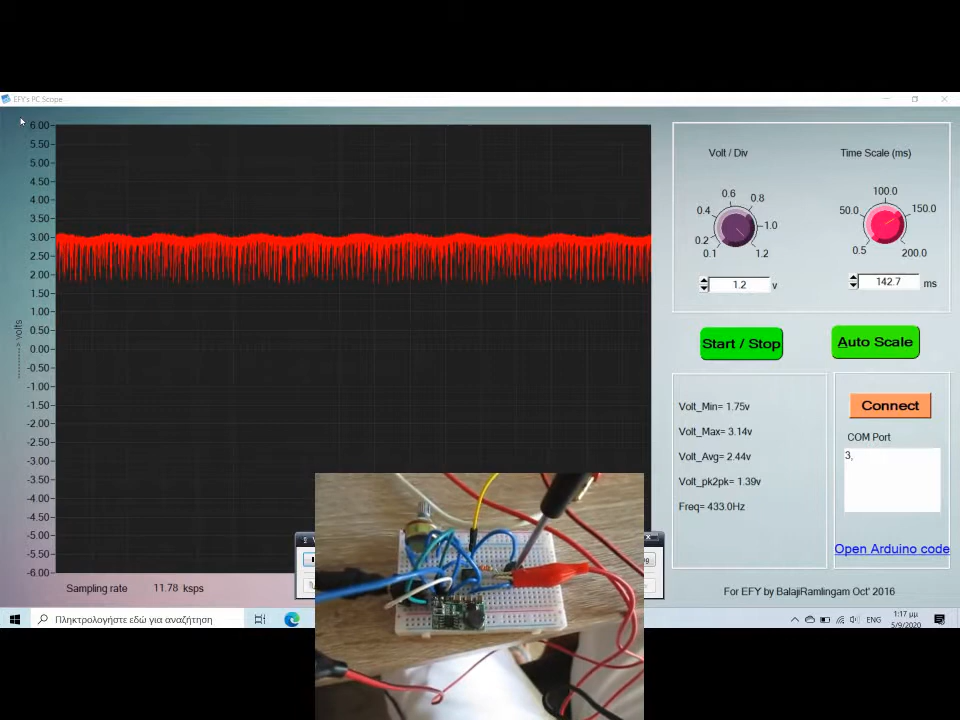 EFY's PC Scope
6.00
5.50
5.00
4.50
4.00
3.50
3.00
2.50
2.00
1.50
1.00
0.50
0.00
-0.50
-1.00
-1.50
-2.00
-2.50
-3.00
-3.50
-4.00
-4.50
-5.00
-5.50
-6.00
--------> volts
Sampling rate 11.78 ksps
Volt / Div
0.1
0.2
0.4
0.6
0.8
1.0
1.2
1.2 v
Time Scale (ms)
0.5
50.0
100.0
150.0
200.0
142.7 ms
Start / Stop
Auto Scale
Volt_Min= 1.75v
Volt_Max= 3.14v
Volt_Avg= 2.44v
Volt_pk2pk= 1.39v
Freq= 433.0Hz
Connect
COM Port
3,
Open Arduino code
For EFY by BalajiRamlingam Oct' 2016
Πληκτρολογήστε εδώ για αναζήτηση
ENG
1:17 μμ
5/9/2020